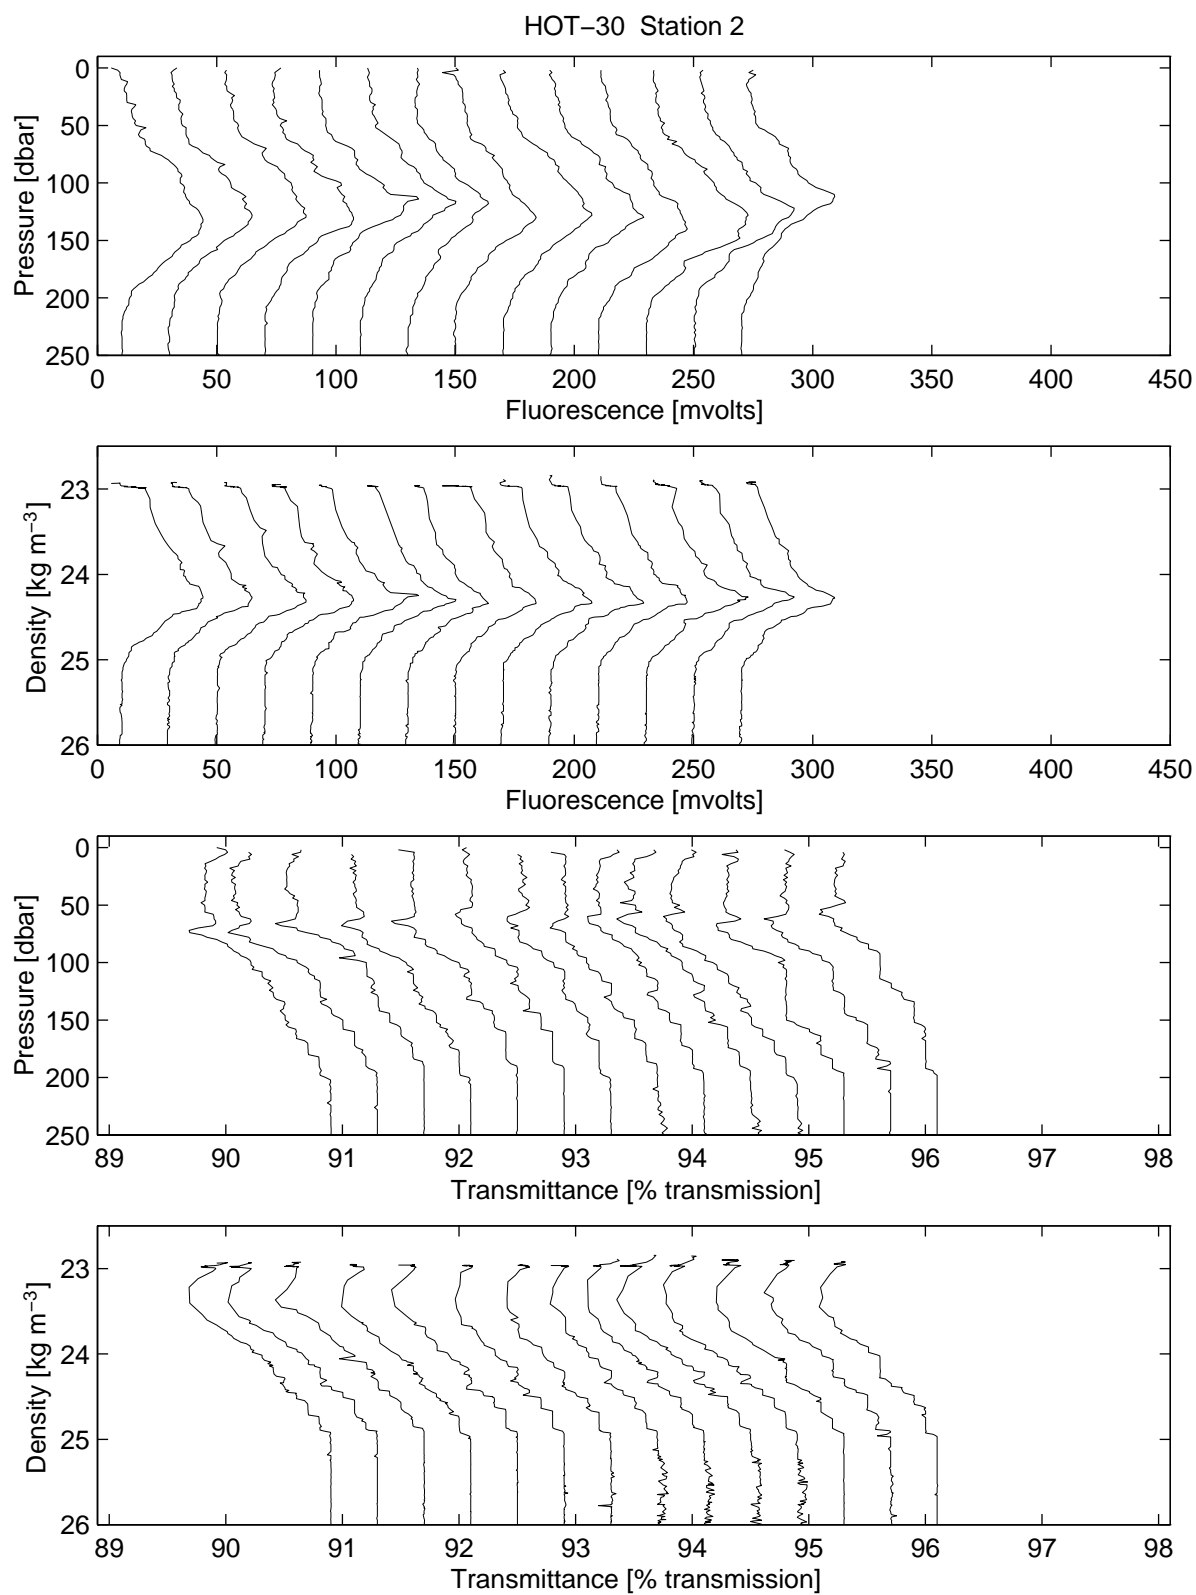 HOT−30 Station 2
0
50
100
150
200
250
Pressure [dbar]
0 50 100 150 200 250 300 350 400 450
Fluorescence [mvolts]
23
24
25
26
Density [kg m−3]
0 50 100 150 200 250 300 350 400 450
Fluorescence [mvolts]
0
50
100
150
200
250
Pressure [dbar]
89 90 91 92 93 94 95 96 97 98
Transmittance [% transmission]
23
24
25
26
Density [kg m−3]
89 90 91 92 93 94 95 96 97 98
Transmittance [% transmission]